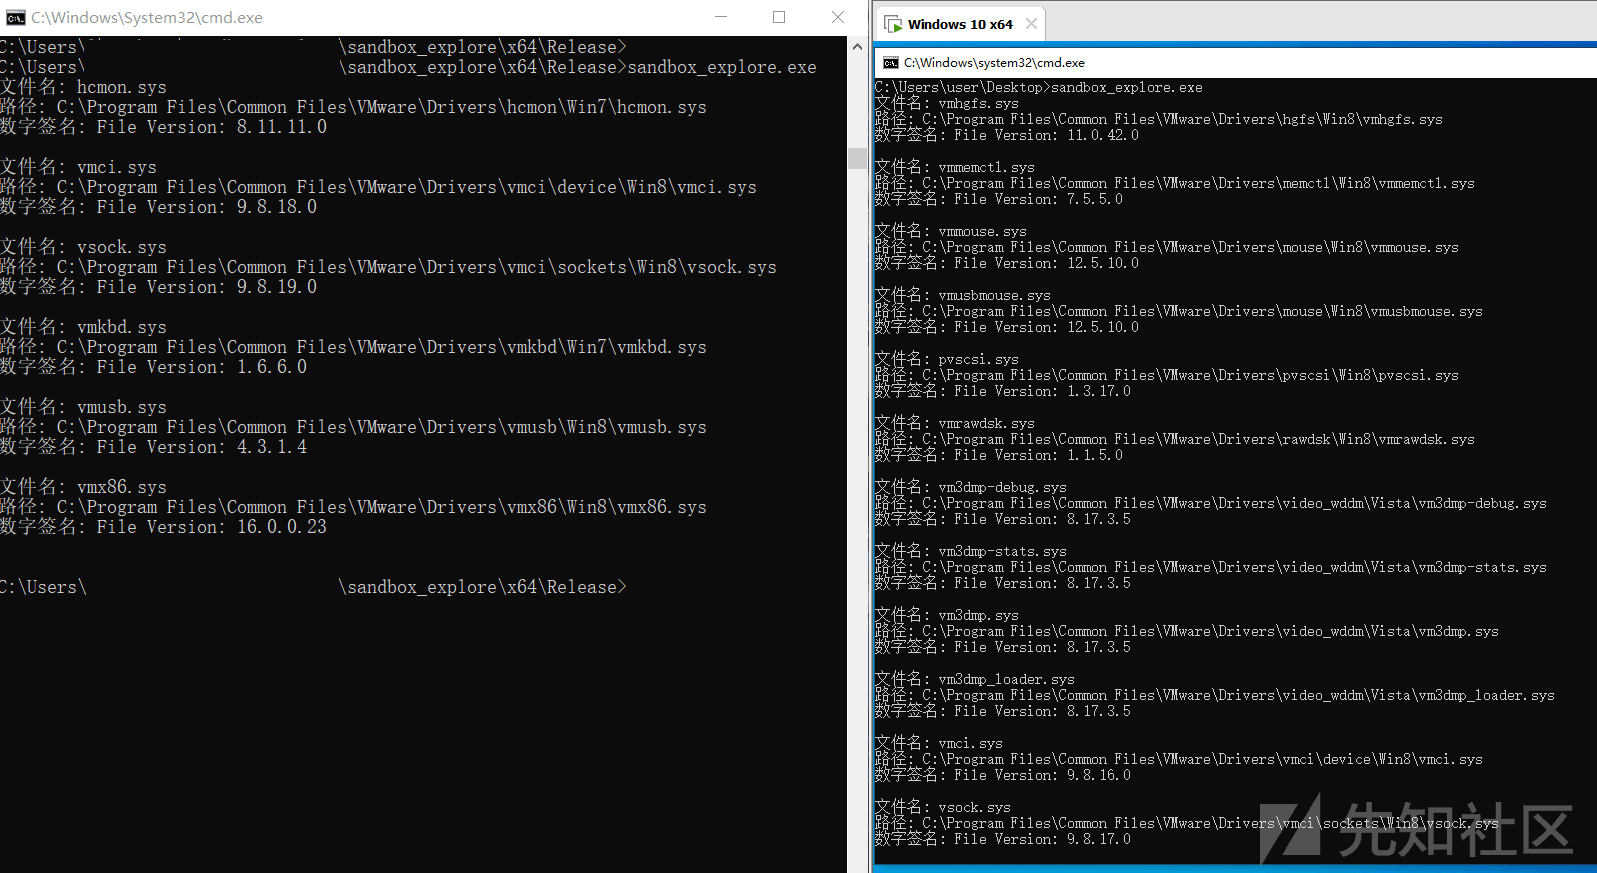 C:\Windows\System32\cmd.exe
C:\Users\ \sandbox_explore\x64\Release>
C:\Users\ \sandbox_explore\x64\Release>sandbox_explore.exe
文件名: hcmon.sys
路径: C:\Program Files\Common Files\VMware\Drivers\hcmon\Win7\hcmon.sys
数字签名: File Version: 8.11.11.0
文件名: vmci.sys
路径: C:\Program Files\Common Files\VMware\Drivers\vmci\device\Win8\vmci.sys
数字签名: File Version: 9.8.18.0
文件名: vsock.sys
路径: C:\Program Files\Common Files\VMware\Drivers\vmci\sockets\Win8\vsock.sys
数字签名: File Version: 9.8.19.0
文件名: vmkbd.sys
路径: C:\Program Files\Common Files\VMware\Drivers\vmkbd\Win7\vmkbd.sys
数字签名: File Version: 1.6.6.0
文件名: vmusb.sys
路径: C:\Program Files\Common Files\VMware\Drivers\vmusb\Win8\vmusb.sys
数字签名: File Version: 4.3.1.4
文件名: vmx86.sys
路径: C:\Program Files\Common Files\VMware\Drivers\vmx86\Win8\vmx86.sys
数字签名: File Version: 16.0.0.23
C:\Users\ \sandbox_explore\x64\Release>
Windows 10 x64
C:\Windows\system32\cmd.exe
C:\Users\user\Desktop>sandbox_explore.exe
文件名: vmhgfs.sys
路径: C:\Program Files\Common Files\VMware\Drivers\hgfs\Win8\vmhgfs.sys
数字签名: File Version: 11.0.42.0
文件名: vmmemctl.sys
路径: C:\Program Files\Common Files\VMware\Drivers\memctl\Win8\vmmemctl.sys
数字签名: File Version: 7.5.5.0
文件名: vmmouse.sys
路径: C:\Program Files\Common Files\VMware\Drivers\mouse\Win8\vmmouse.sys
数字签名: File Version: 12.5.10.0
文件名: vmusbmouse.sys
路径: C:\Program Files\Common Files\VMware\Drivers\mouse\Win8\vmusbmouse.sys
数字签名: File Version: 12.5.10.0
文件名: pvscsi.sys
路径: C:\Program Files\Common Files\VMware\Drivers\pvscsi\Win8\pvscsi.sys
数字签名: File Version: 1.3.17.0
文件名: vmrawdsk.sys
路径: C:\Program Files\Common Files\VMware\Drivers\rawdsk\Win8\vmrawdsk.sys
数字签名: File Version: 1.1.5.0
文件名: vm3dmp-debug.sys
路径: C:\Program Files\Common Files\VMware\Drivers\video_wddm\Vista\vm3dmp-debug.sys
数字签名: File Version: 8.17.3.5
文件名: vm3dmp-stats.sys
路径: C:\Program Files\Common Files\VMware\Drivers\video_wddm\Vista\vm3dmp-stats.sys
数字签名: File Version: 8.17.3.5
文件名: vm3dmp.sys
路径: C:\Program Files\Common Files\VMware\Drivers\video_wddm\Vista\vm3dmp.sys
数字签名: File Version: 8.17.3.5
文件名: vm3dmp_loader.sys
路径: C:\Program Files\Common Files\VMware\Drivers\video_wddm\Vista\vm3dmp_loader.sys
数字签名: File Version: 8.17.3.5
文件名: vmci.sys
路径: C:\Program Files\Common Files\VMware\Drivers\vmci\device\Win8\vmci.sys
数字签名: File Version: 9.8.16.0
文件名: vsock.sys
路径: C:\Program Files\Common Files\VMware\Drivers\vmci\sockets\Win8\vsock.sys
数字签名: File Version: 9.8.17.0
先知社区